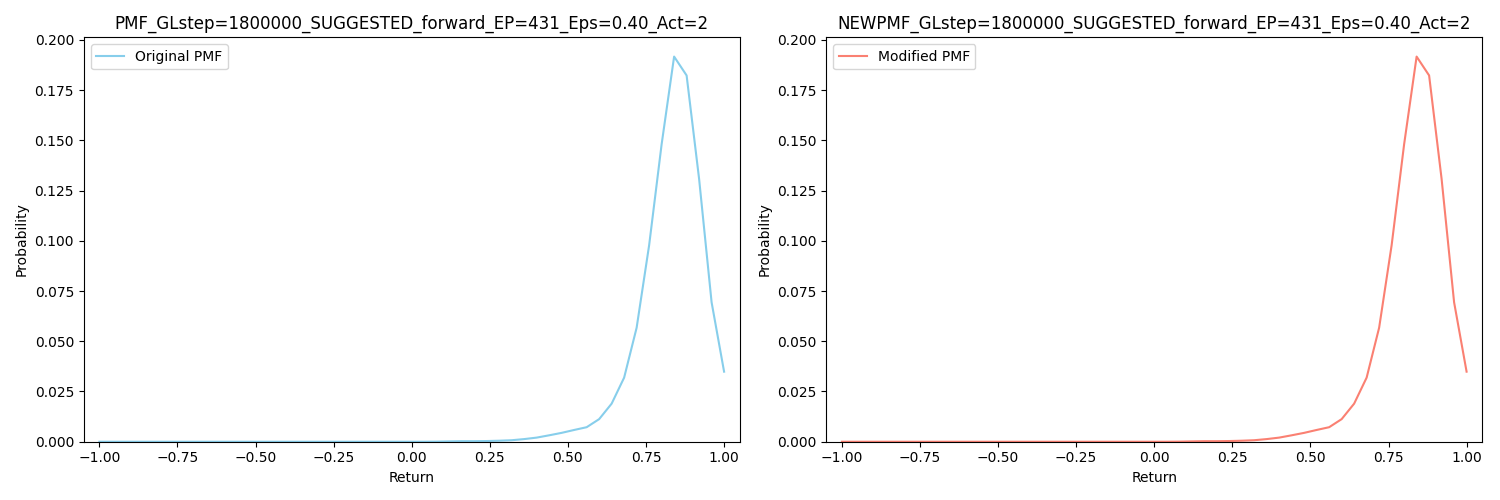 PMF_GLstep=1800000_SUGGESTED_forward_EP=431_Eps=0.40_Act=2
Original PMF
0.200
0.175
0.150
0.125
0.100
0.075
0.050
0.025
0.000
Probability
−1.00 −0.75 −0.50 −0.25 0.00 0.25 0.50 0.75 1.00
Return
NEWPMF_GLstep=1800000_SUGGESTED_forward_EP=431_Eps=0.40_Act=2
Modified PMF
0.200
0.175
0.150
0.125
0.100
0.075
0.050
0.025
0.000
Probability
−1.00 −0.75 −0.50 −0.25 0.00 0.25 0.50 0.75 1.00
Return